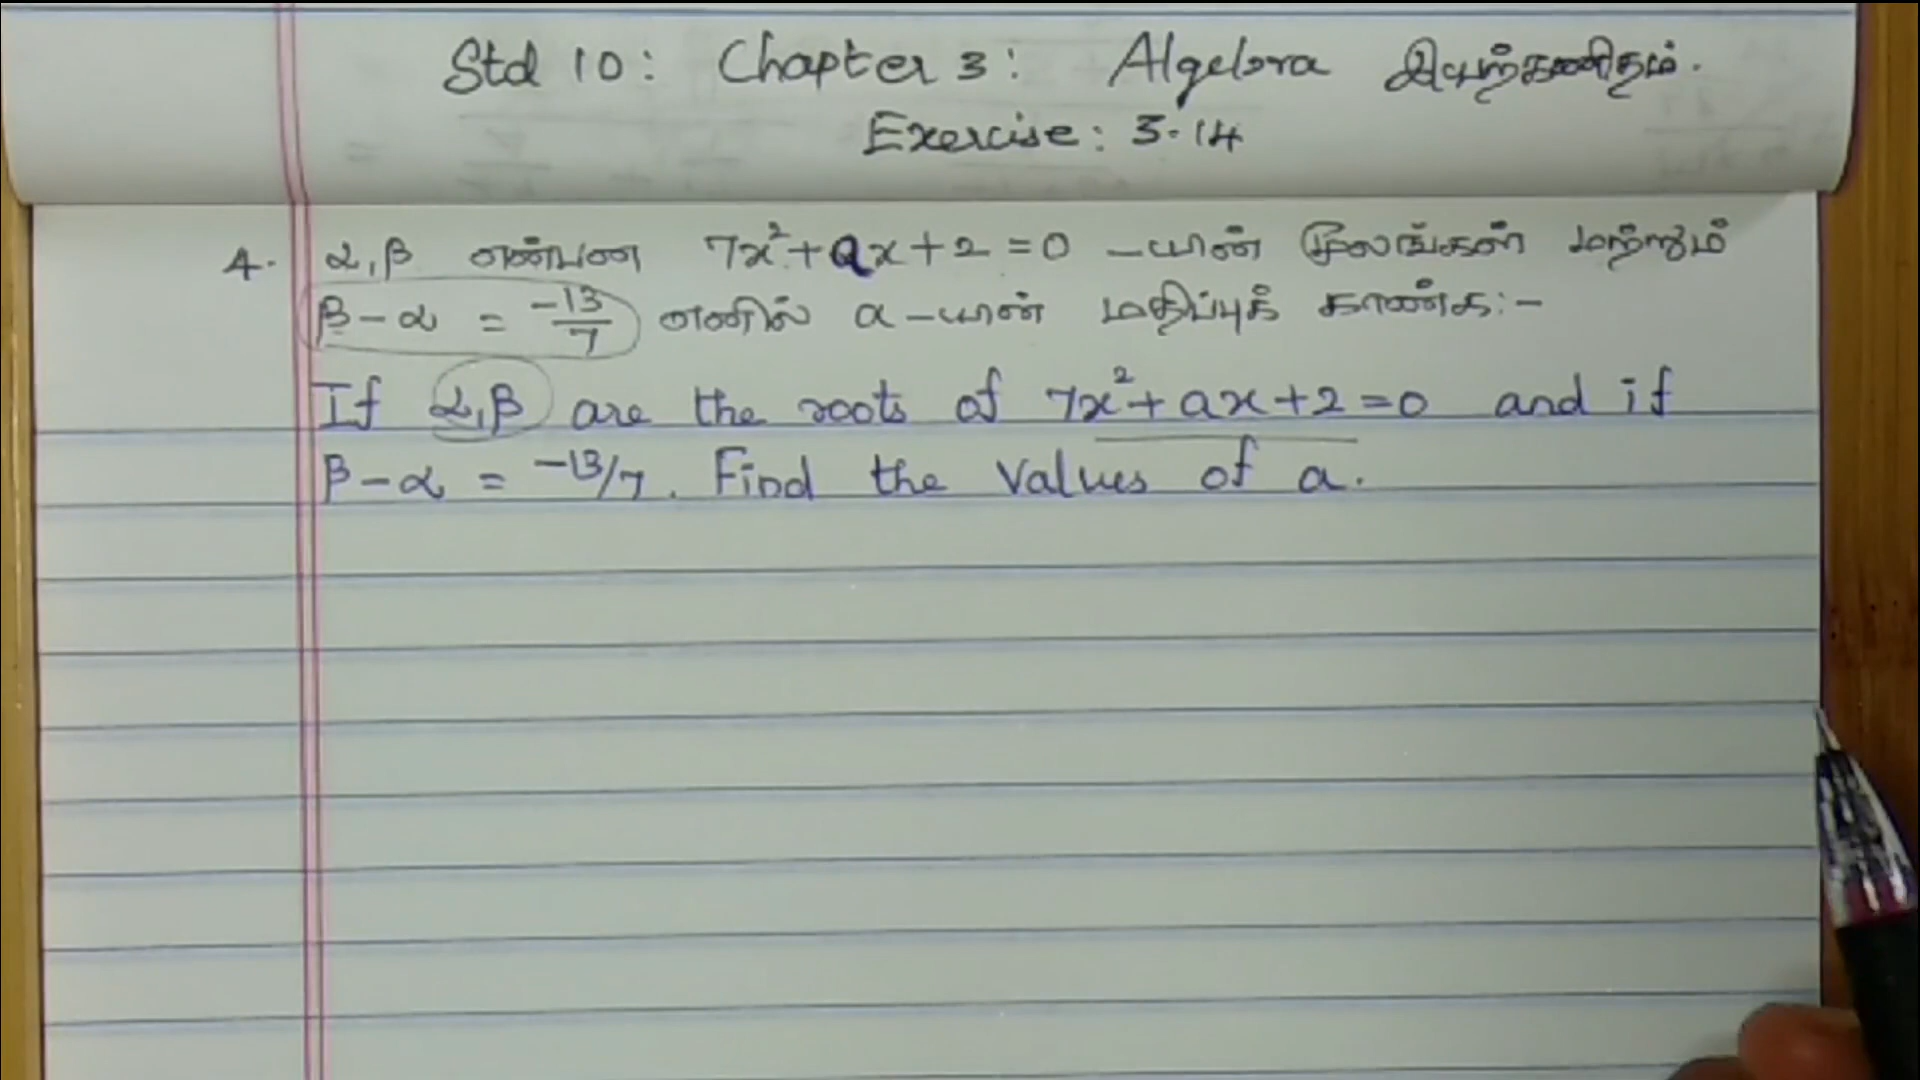 Std 10: Chapter 3: Algebra இயற்கணிதம்.
Exercise: 3.14
4. α,β என்பன 7x²+ax+2=0 –யின் மூலங்கள் மற்றும்
β–α = -13/7 எனில் a–யின் மதிப்புக் காண்க:–
If α,β are the roots of 7x²+ax+2=0 and if
β–α = -13/7. Find the Values of a.